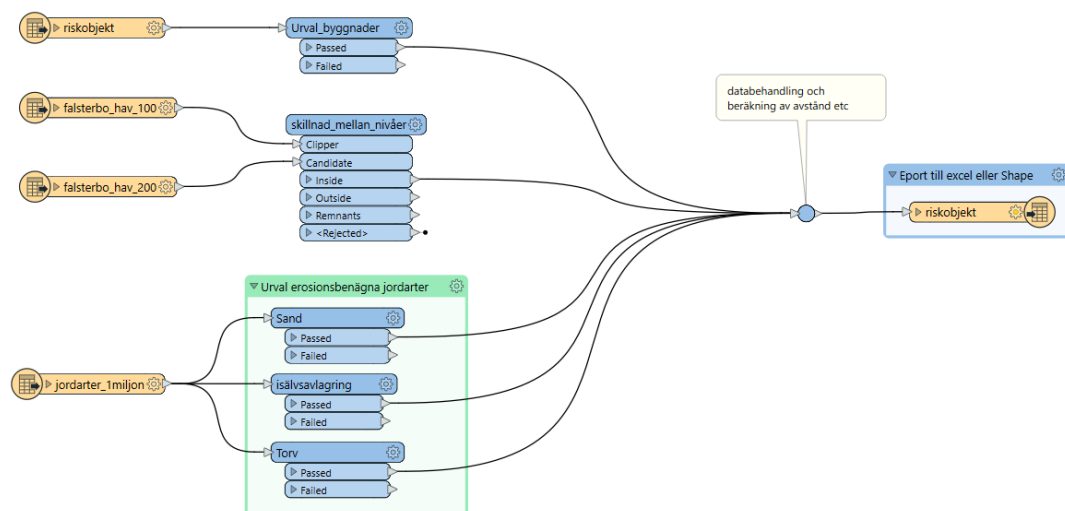 riskobjekt
Urval_byggnader
Passed
Failed
falsterbo_hav_100
skillnad_mellan_nivåer
Clipper
falsterbo_hav_200
Candidate
Inside
Outside
Remnants
<Rejected>
databehandling och
beräkning av avstånd etc
Eport till excel eller Shape
riskobjekt
Urval erosionsbenägna jordarter
Sand
Passed
Failed
jordarter_1miljon
isälvsavlagring
Passed
Failed
Torv
Passed
Failed